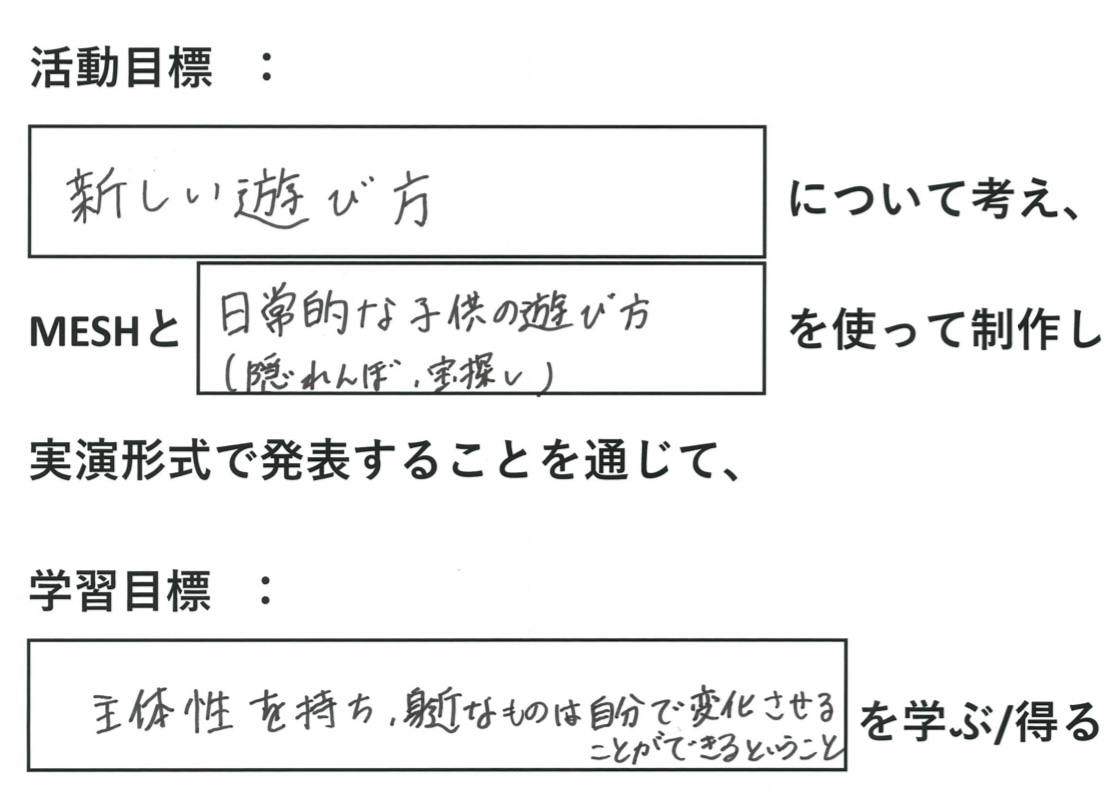 活動目標　：
新しい遊び方
について考え、
MESHと
日常的な子供の遊び方
(隠れんぼ、宝探し)
を使って制作し
実演形式で発表することを通じて、
学習目標　：
主体性を持ち、身近なものは自分で変化させる
ことができるということ
を学ぶ/得る